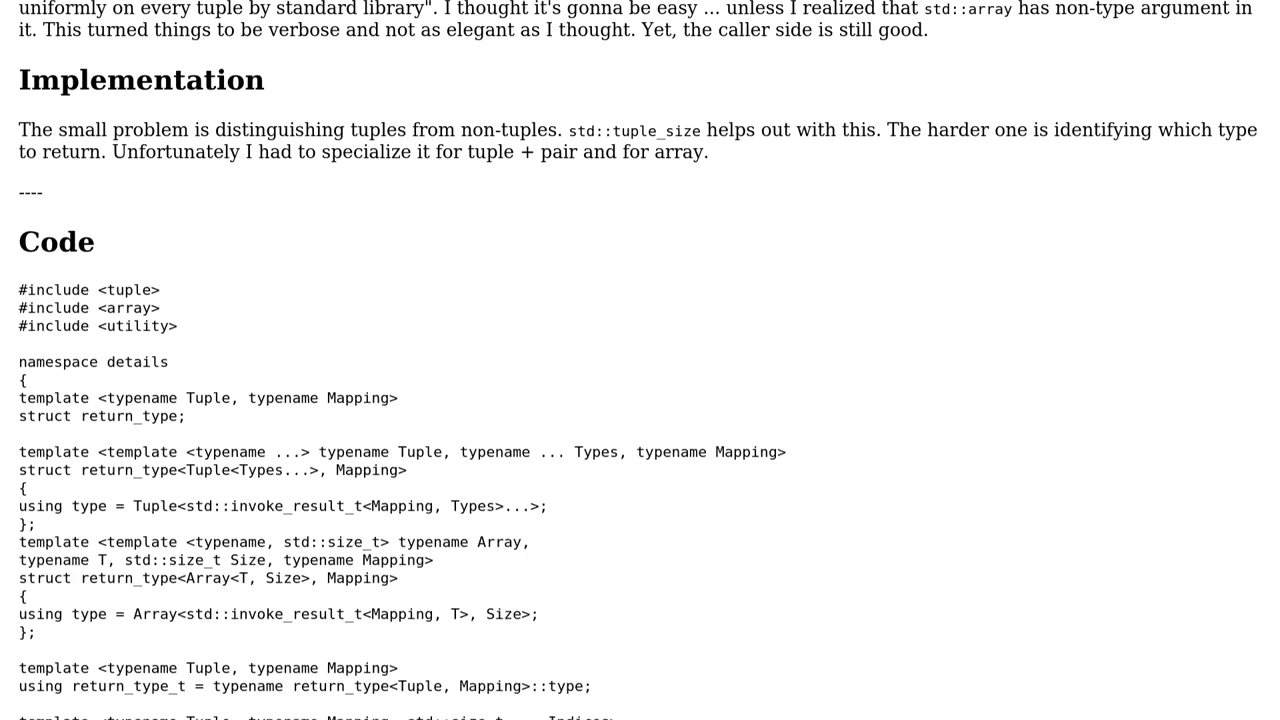 uniformly on every tuple by standard library". I thought it's gonna be easy ... unless I realized that std::array has non-type argument in
it. This turned things to be verbose and not as elegant as I thought. Yet, the caller side is still good.
Implementation
The small problem is distinguishing tuples from non-tuples. std::tuple_size helps out with this. The harder one is identifying which type
to return. Unfortunately I had to specialize it for tuple + pair and for array.
----
Code
#include <tuple>
#include <array>
#include <utility>
namespace details
{
template <typename Tuple, typename Mapping>
struct return_type;
template <template <typename ...> typename Tuple, typename ... Types, typename Mapping>
struct return_type<Tuple<Types...>, Mapping>
{
using type = Tuple<std::invoke_result_t<Mapping, Types>...>;
};
template <template <typename, std::size_t> typename Array,
typename T, std::size_t Size, typename Mapping>
struct return_type<Array<T, Size>, Mapping>
{
using type = Array<std::invoke_result_t<Mapping, T>, Size>;
};
template <typename Tuple, typename Mapping>
using return_type_t = typename return_type<Tuple, Mapping>::type;
template <typename Tuple, typename Mapping, std::size_t ... Indices>